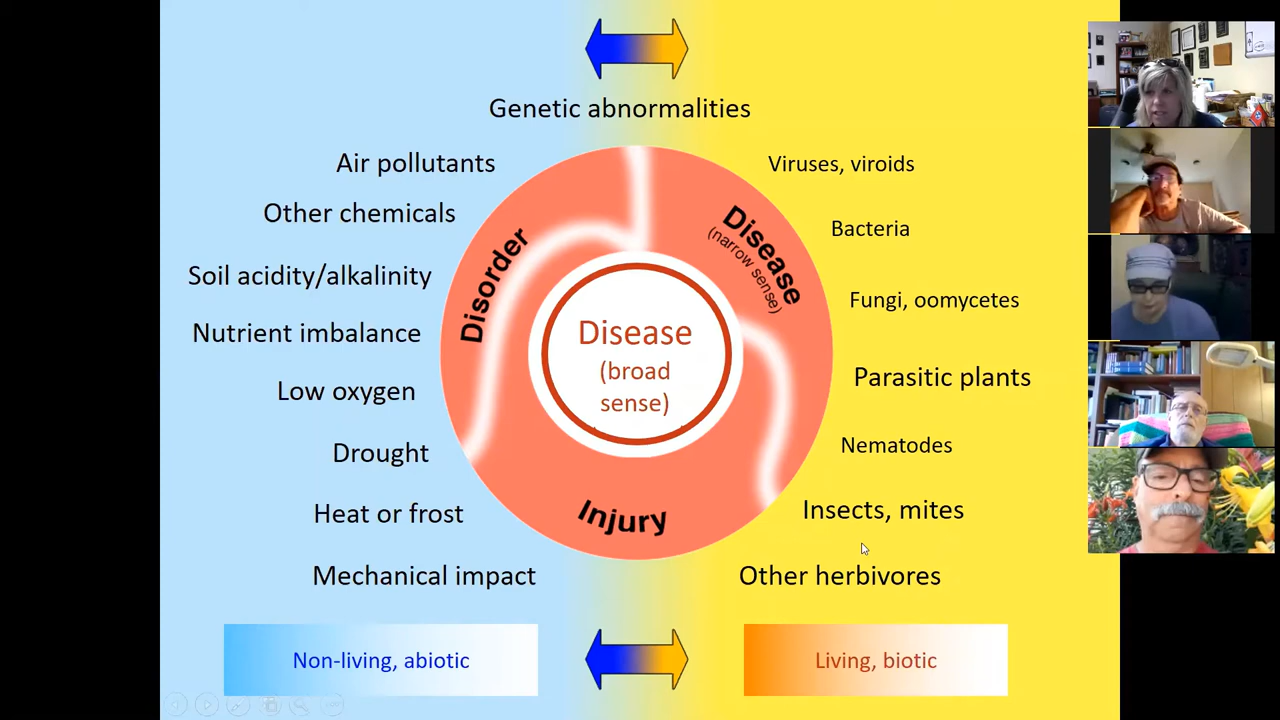 Genetic abnormalities
Air pollutants
Viruses, viroids
Other chemicals
Bacteria
Soil acidity/alkalinity
Fungi, oomycetes
Nutrient imbalance
Low oxygen
Parasitic plants
Drought
Nematodes
Heat or frost
Insects, mites
Mechanical impact
Other herbivores
Disorder
Disease
(narrow sense)
Disease
(broad
sense)
Injury
Non-living, abiotic
Living, biotic